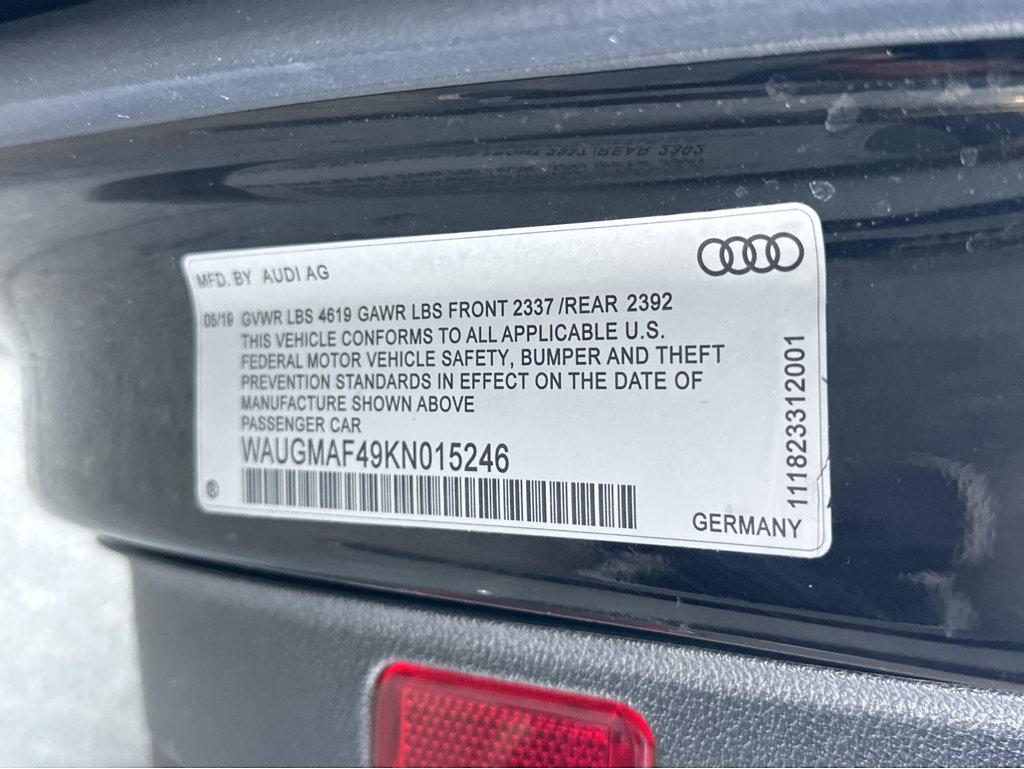 MFD. BY AUDI AG
05/19 GVWR LBS 4619 GAWR LBS FRONT 2337 /REAR 2392
THIS VEHICLE CONFORMS TO ALL APPLICABLE U.S.
FEDERAL MOTOR VEHICLE SAFETY, BUMPER AND THEFT
PREVENTION STANDARDS IN EFFECT ON THE DATE OF
MANUFACTURE SHOWN ABOVE
PASSENGER CAR
WAUGMAF49KN015246
®
GERMANY
111823312001